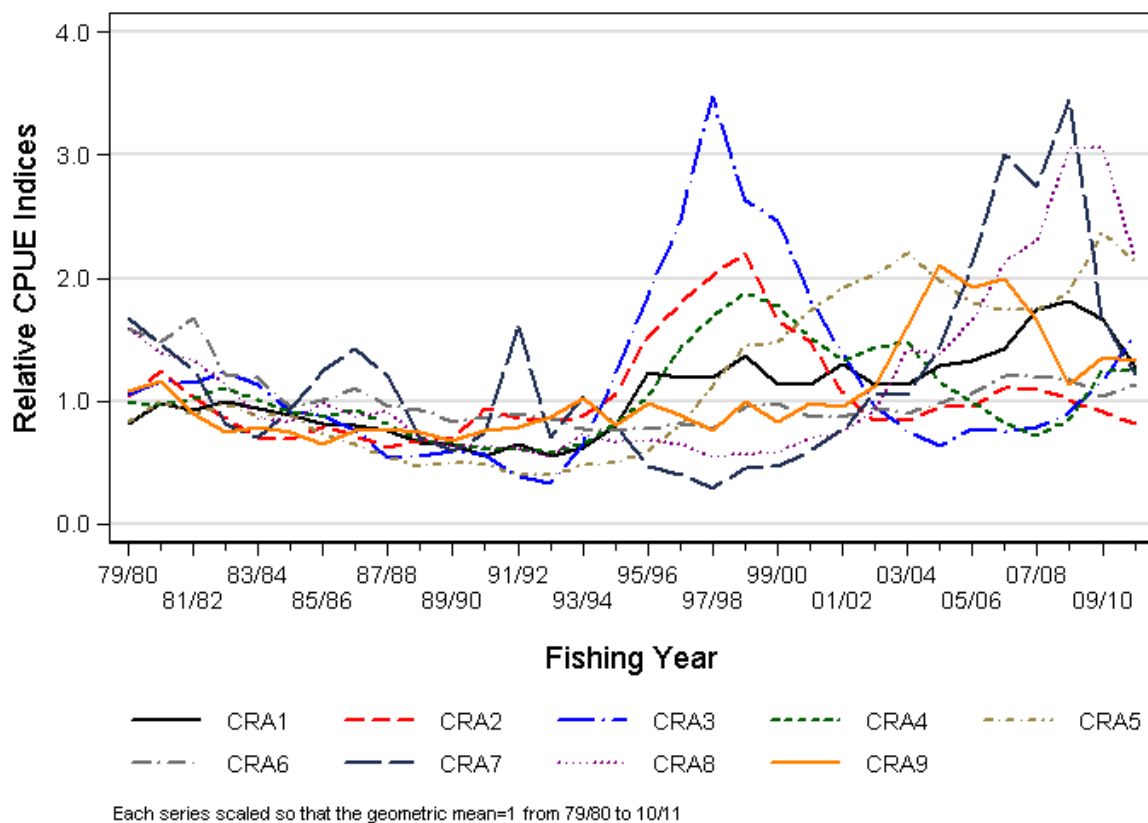 4.0
3.0
2.0
1.0
0.0
Relative CPUE Indices
79/80 83/84 87/88 91/92 95/96 99/00 03/04 07/08
81/82 85/86 89/90 93/94 97/98 01/02 05/06 09/10
Fishing Year
CRA1 CRA2 CRA3 CRA4 CRA5
CRA6 CRA7 CRA8 CRA9
Each series scaled so that the geometric mean=1 from 79/80 to 10/11